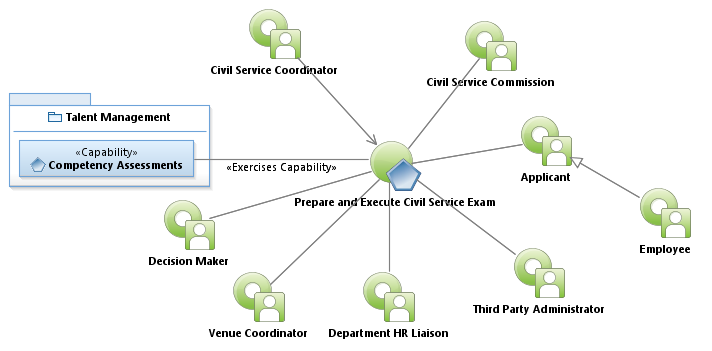 Civil Service Coordinator
Civil Service Commission
Talent Management
«Capability»
Competency Assessments
«Exercises Capability»
Applicant
Prepare and Execute Civil Service Exam
Employee
Decision Maker
Venue Coordinator
Department HR Liaison
Third Party Administrator